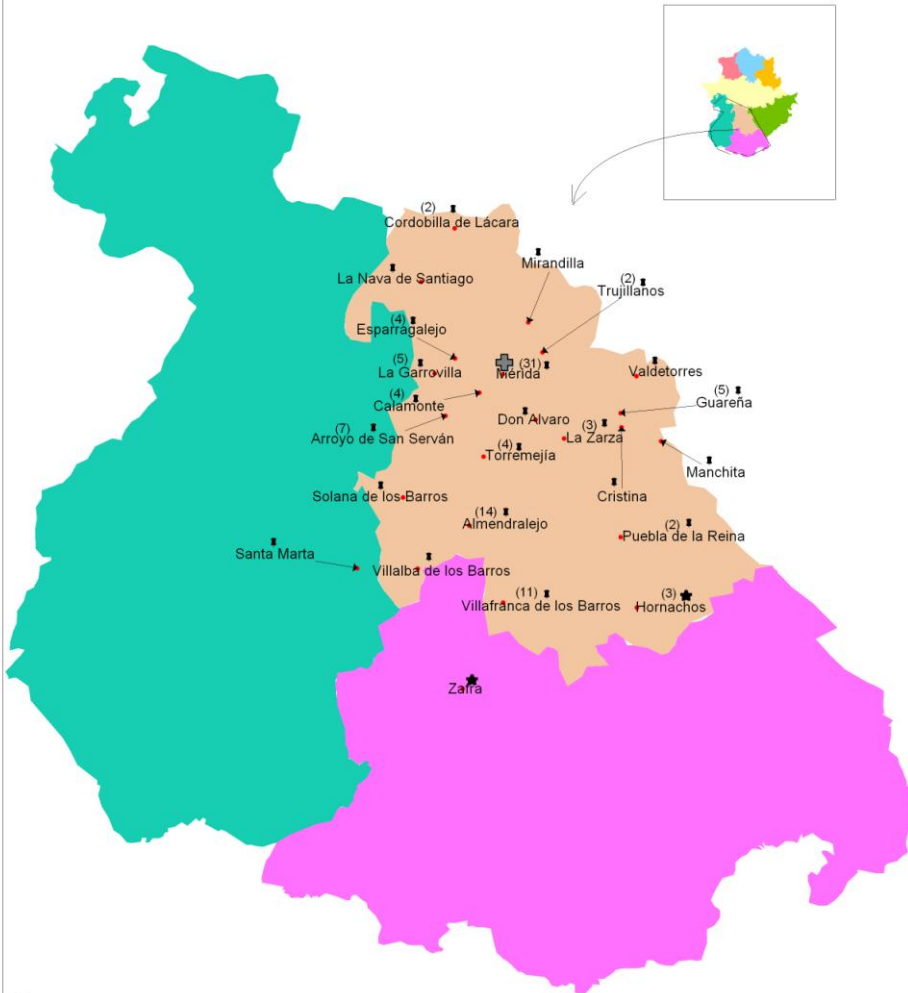 (2)
Cordobilla de Lácara
Mirandilla
La Nava de Santiago
(2)
Trujillanos
(4)
Esparragalejo
(5)
La Garrovilla
(31)
Mérida
Valdetorres
(5)
Guareña
(4)
Calamonte
Don Alvaro
(7)
Arroyo de San Serván
(3)
La Zarza
(4)
Torremejía
Manchita
Solana de los Barros
Cristina
(14)
Almendralejo
(2)
Puebla de la Reina
Santa Marta
Villalba de los Barros
(11)
Villafranca de los Barros
(3)
Hornachos
Zafra